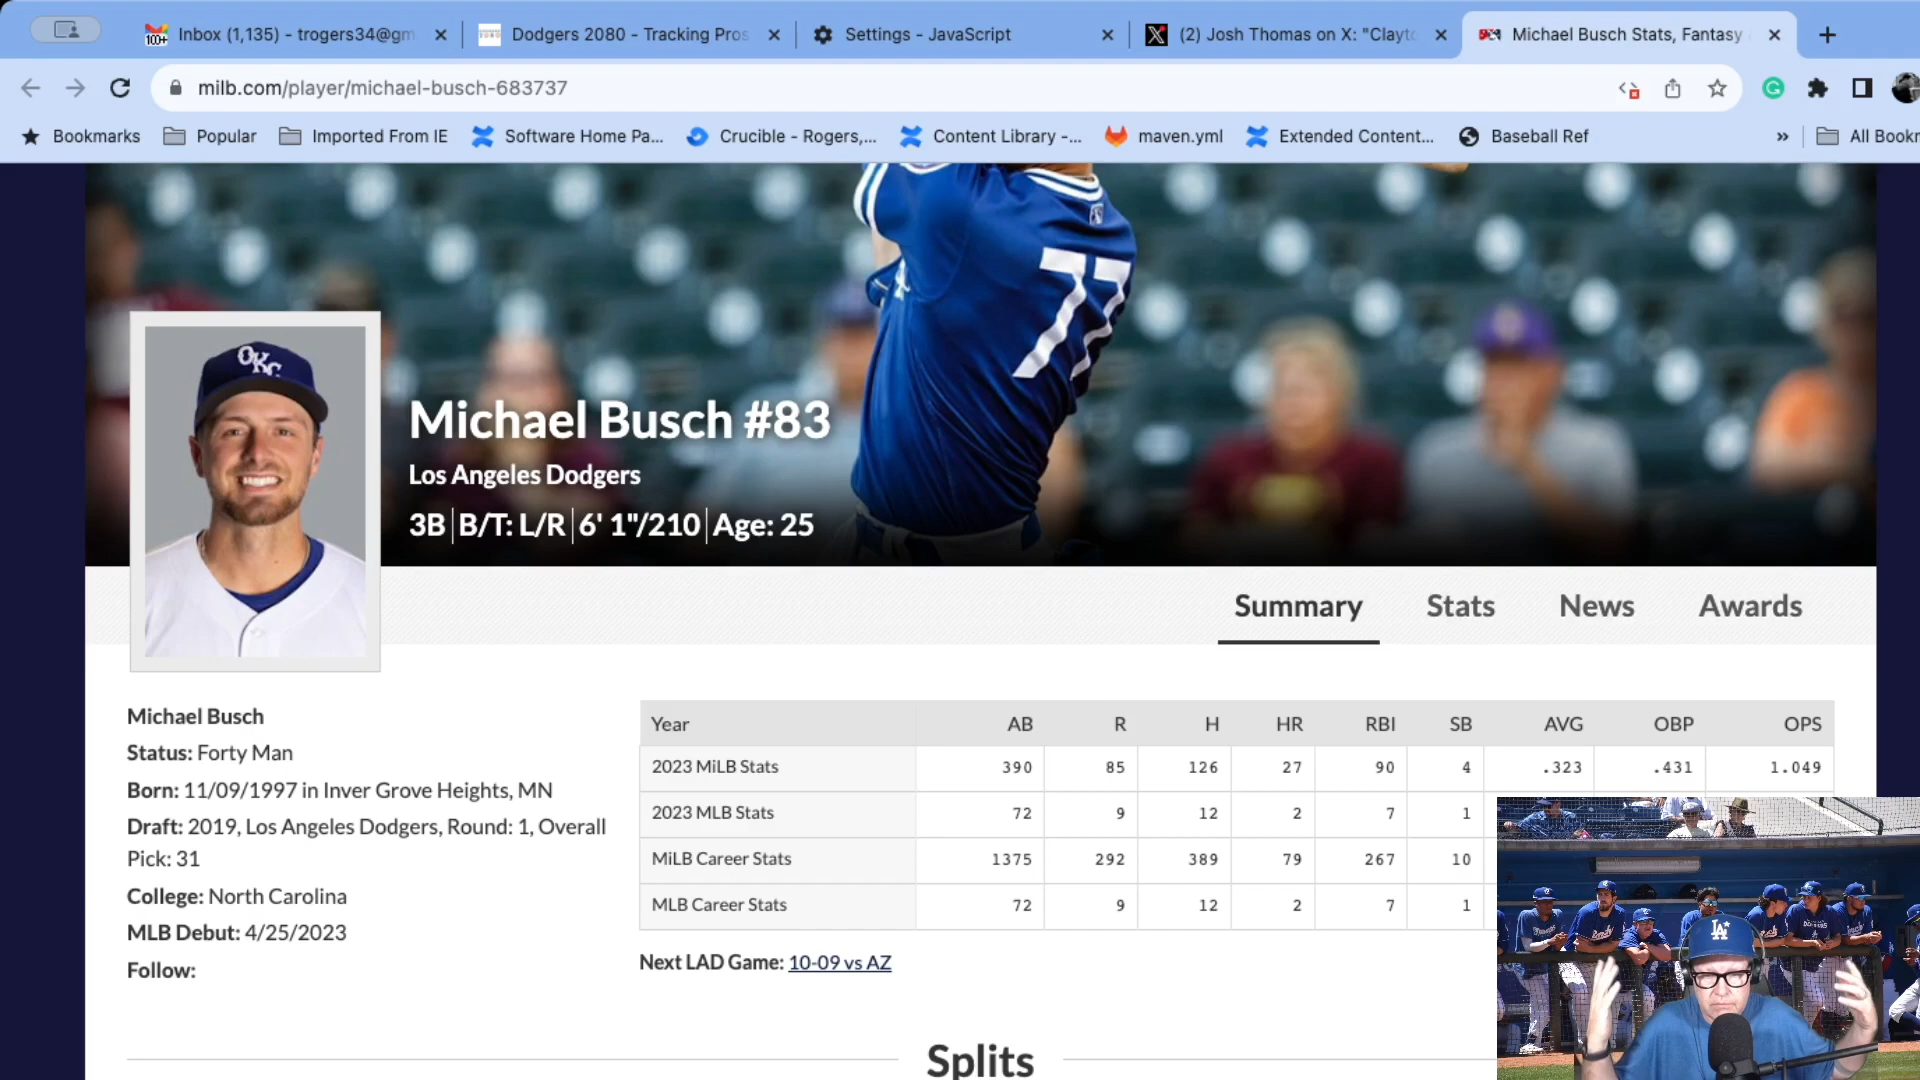 Inbox (1,135) - trogers34@gm
Dodgers 2080 - Tracking Pros
Settings - JavaScript
(2) Josh Thomas on X: "Clayto
Michael Busch Stats, Fantasy
milb.com/player/michael-busch-683737
Bookmarks
Popular
Imported From IE
Software Home Pa...
Crucible - Rogers,...
Content Library -...
maven.yml
Extended Content...
Baseball Ref
»
All Bookr
77
OKC
Michael Busch #83
Los Angeles Dodgers
3B|B/T: L/R|6' 1"/210|Age: 25
Summary Stats News Awards
Michael Busch
Status: Forty Man
Born: 11/09/1997 in Inver Grove Heights, MN
Draft: 2019, Los Angeles Dodgers, Round: 1, Overall
Pick: 31
College: North Carolina
MLB Debut: 4/25/2023
Follow:
Year AB R H HR RBI SB AVG OBP OPS
2023 MiLB Stats 390 85 126 27 90 4 .323 .431 1.049
2023 MLB Stats 72 9 12 2 7 1
MiLB Career Stats 1375 292 389 79 267 10
MLB Career Stats 72 9 12 2 7 1
Next LAD Game: 10-09 vs AZ
LA
Splits